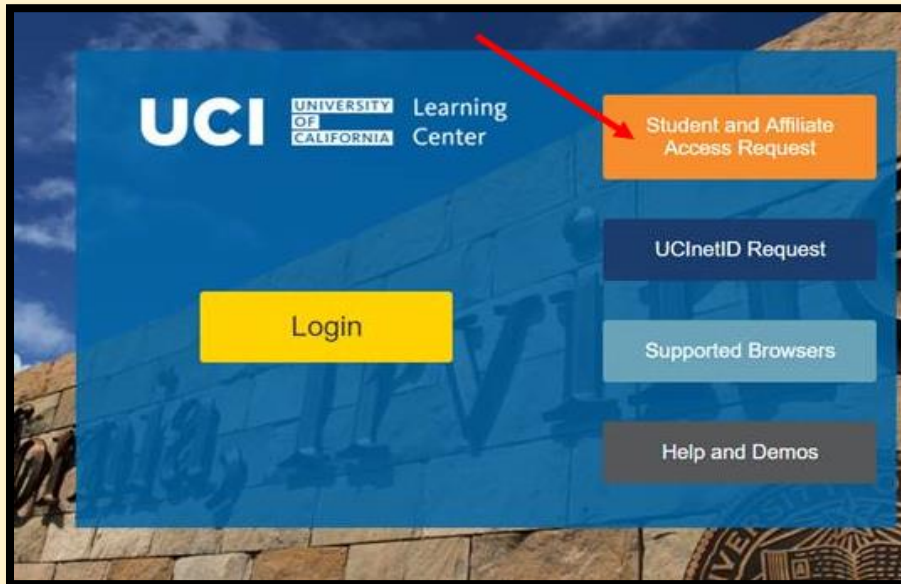 UCI UNIVERSITY OF CALIFORNIA Learning Center
Student and Affiliate
Access Request
UCInetID Request
Login
Supported Browsers
Help and Demos